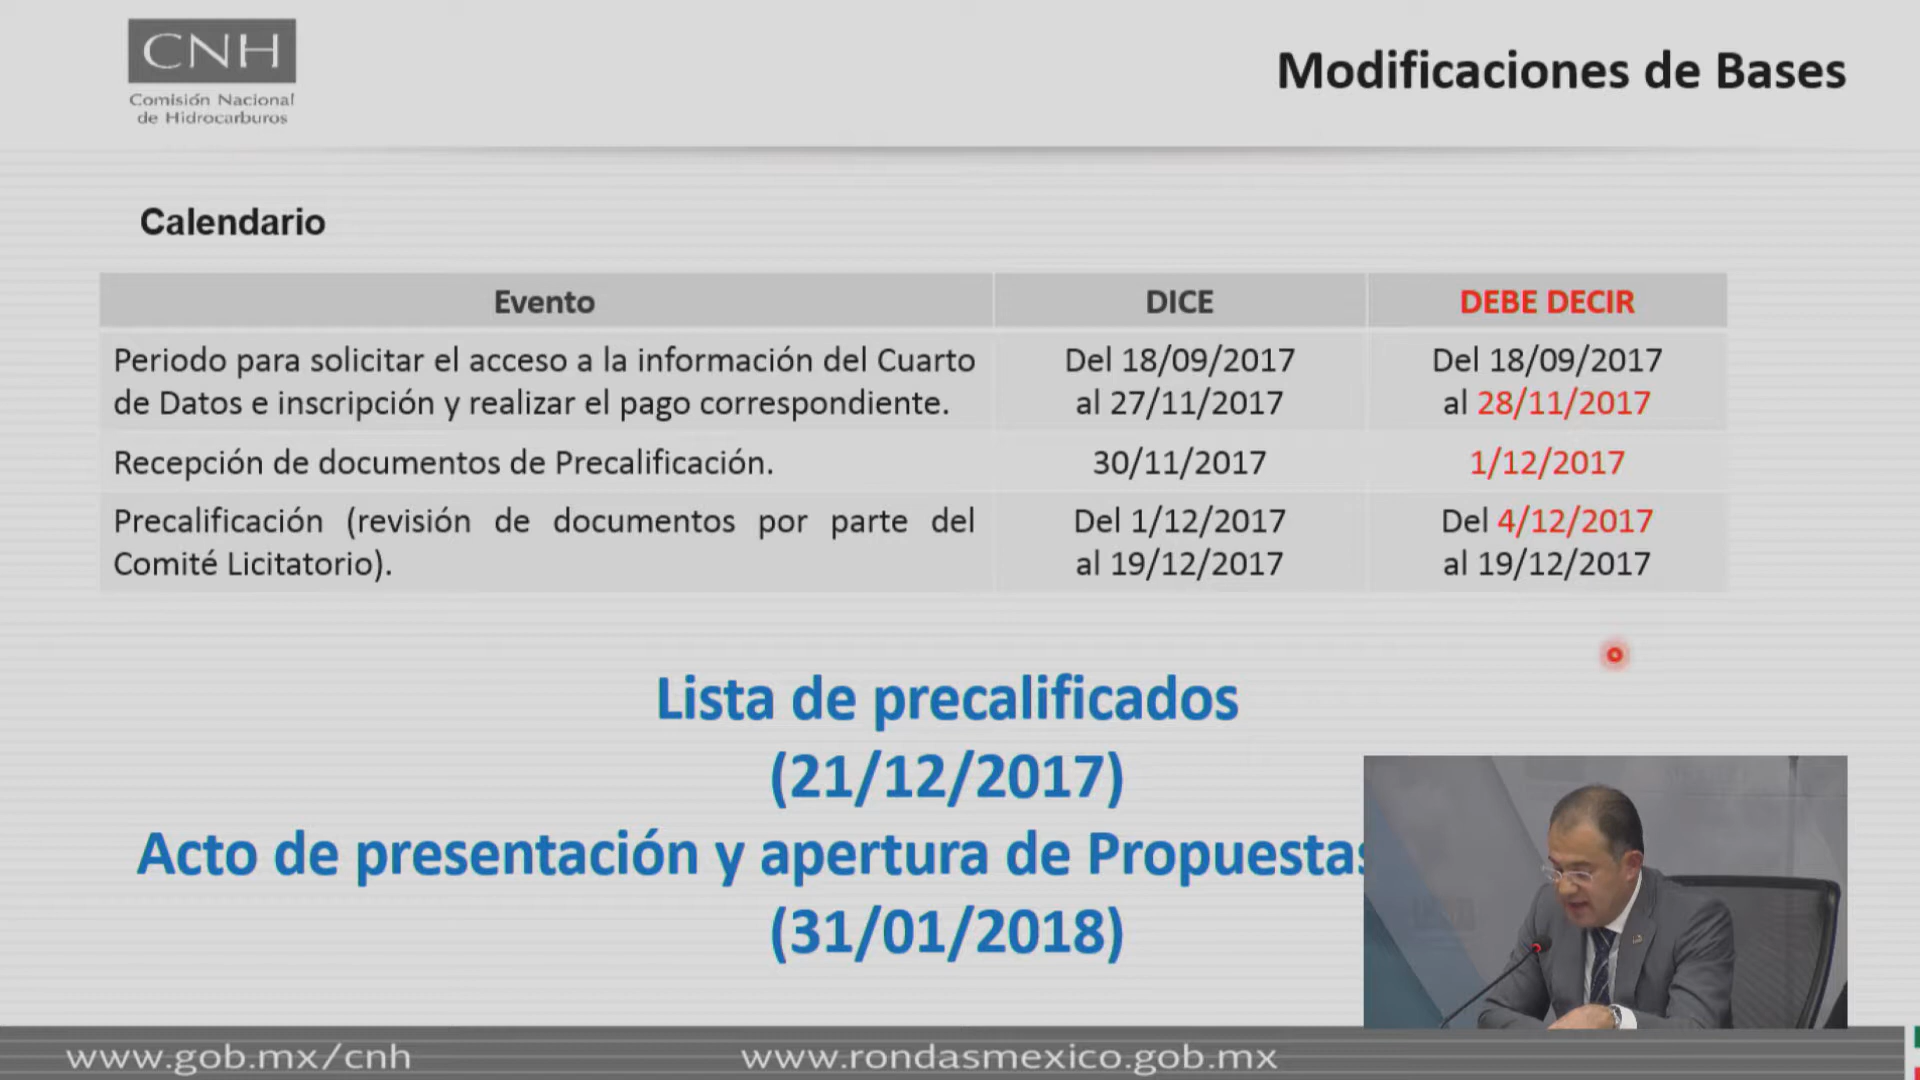 CNH
Comisión Nacional
de Hidrocarburos
Modificaciones de Bases
Calendario
Evento DICE DEBE DECIR
Periodo para solicitar el acceso a la información del Cuarto
de Datos e inscripción y realizar el pago correspondiente.
Del 18/09/2017
al 27/11/2017
Del 18/09/2017
al 28/11/2017
Recepción de documentos de Precalificación. 30/11/2017 1/12/2017
Precalificación (revisión de documentos por parte del
Comité Licitatorio).
Del 1/12/2017
al 19/12/2017
Del 4/12/2017
al 19/12/2017
Lista de precalificados
(21/12/2017)
Acto de presentación y apertura de Propuestas
(31/01/2018)
www.gob.mx/cnh
www.rondasmexico.gob.mx